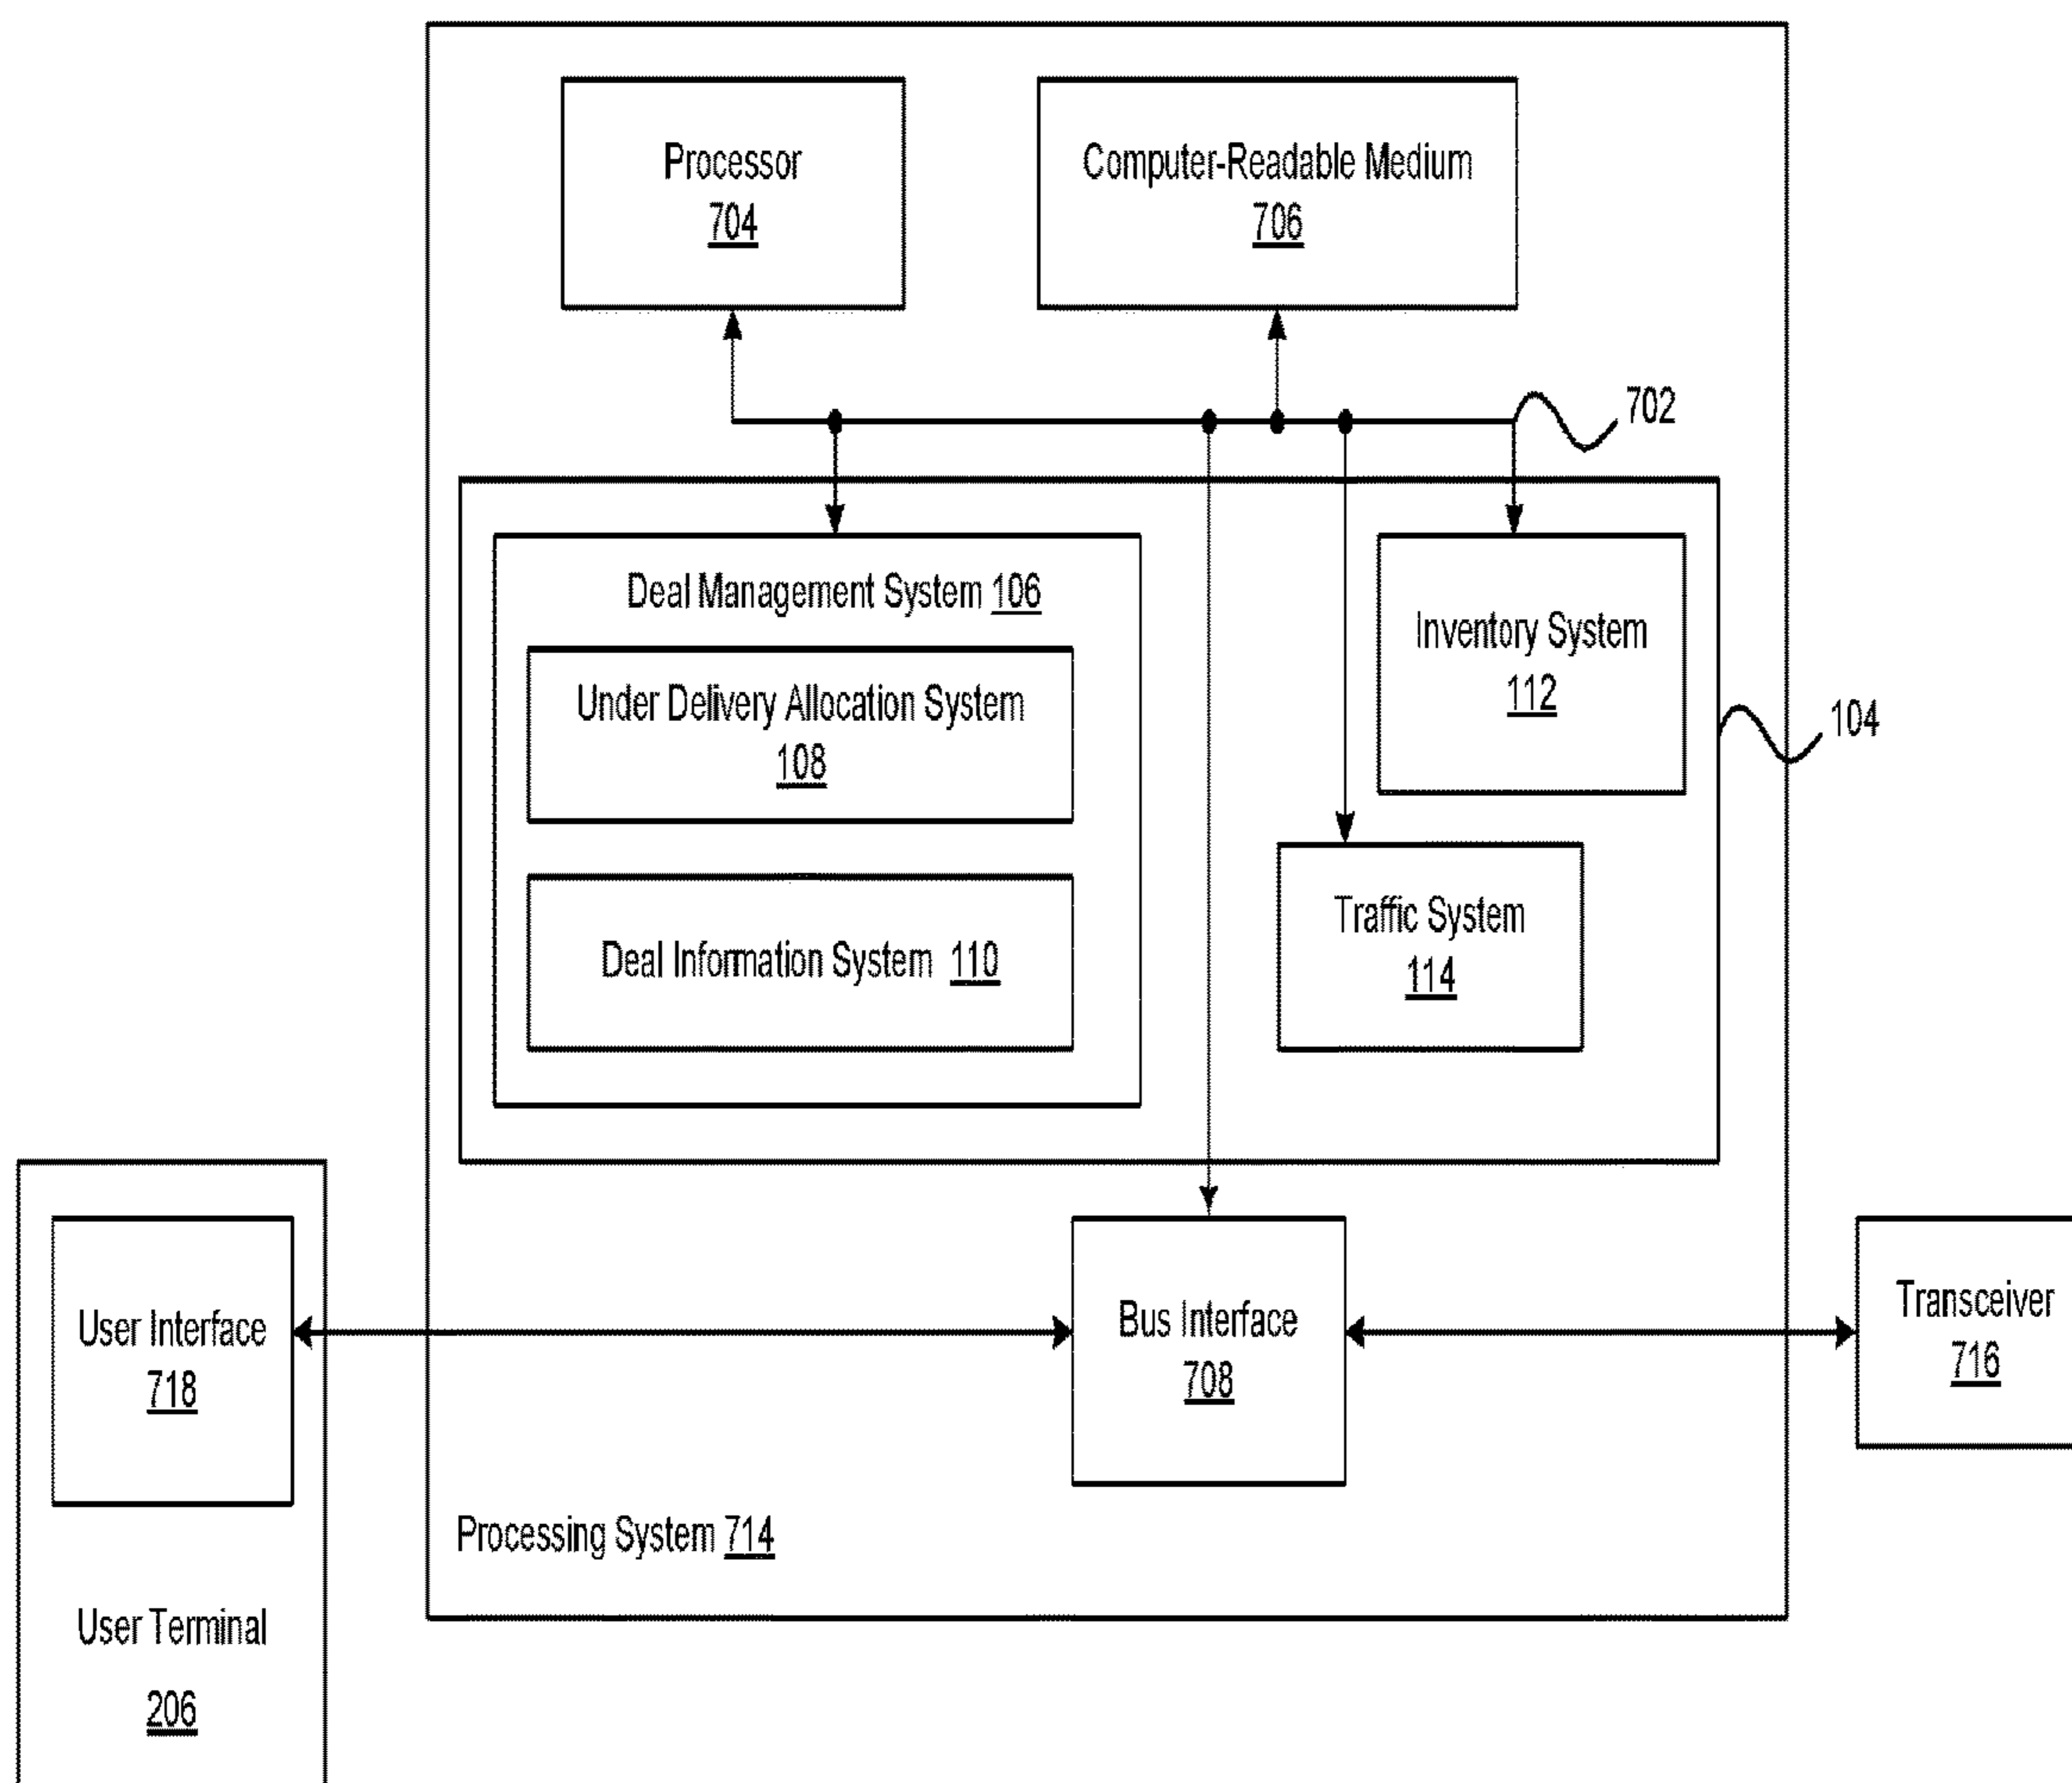 Processor
704
Computer-Readable Medium
706
702
Deal Management System 106
Under Delivery Allocation System
108
Deal Information System 110
Inventory System
112
104
Traffic System
114
User Interface
718
Bus Interface
708
Transceiver
716
Processing System 714
User Terminal
206